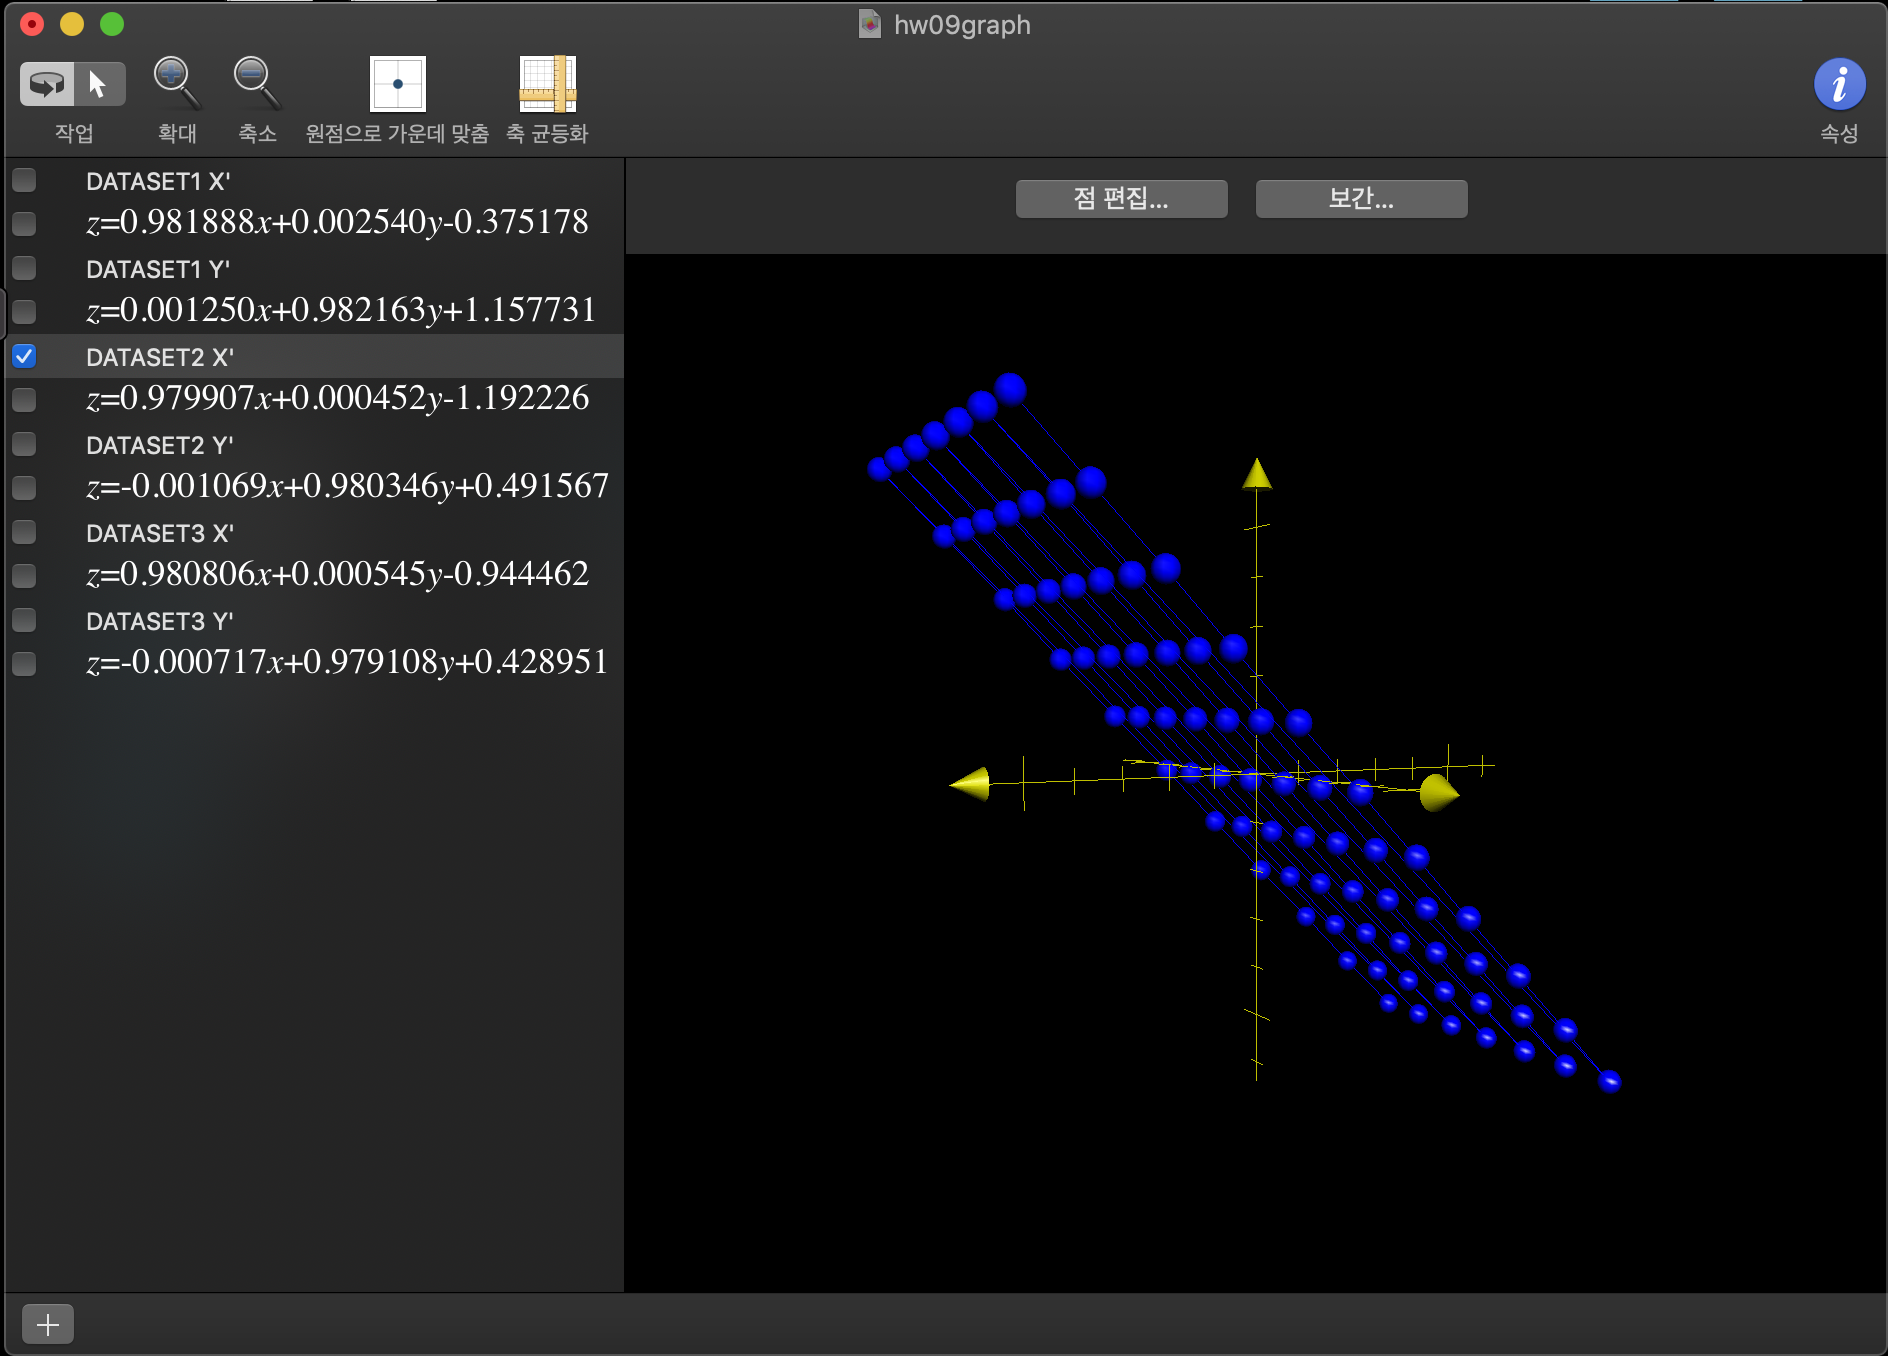 hw09graph
작업
확대
축소
원점으로 가운데 맞춤
축 균등화
속성
점 편집...
보간...
DATASET1 X'
z=0.981888x+0.002540y-0.375178
DATASET1 Y'
z=0.001250x+0.982163y+1.157731
DATASET2 X'
z=0.979907x+0.000452y-1.192226
DATASET2 Y'
z=-0.001069x+0.980346y+0.491567
DATASET3 X'
z=0.980806x+0.000545y-0.944462
DATASET3 Y'
z=-0.000717x+0.979108y+0.428951